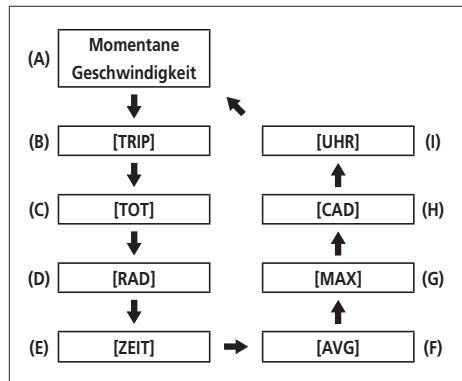 (A)
Momentane
Geschwindigkeit
(B) [TRIP]
[UHR] (I)
(C) [TOT]
[CAD] (H)
(D) [RAD]
[MAX] (G)
(E) [ZEIT]
[AVG] (F)